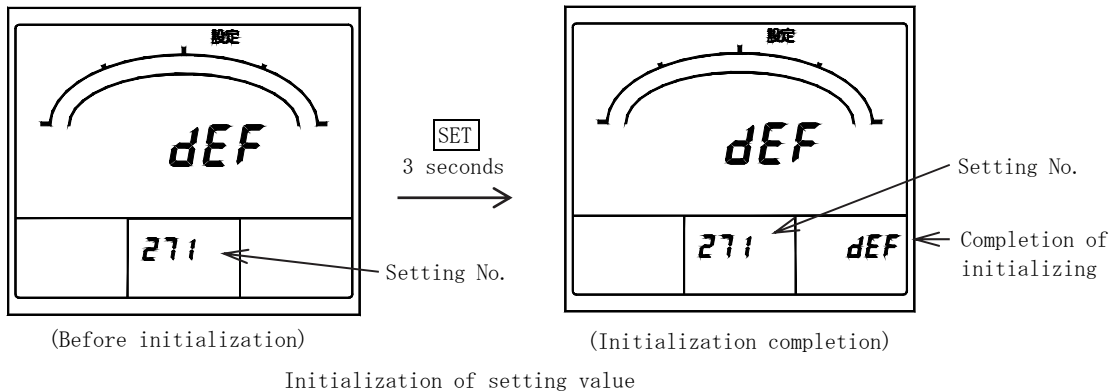 設定
dEF
271
Setting No.
(Before initialization)
SET
3 seconds
設定
dEF
271
dEF
Setting No.
Completion of
initializing
(Initialization completion)
Initialization of setting value